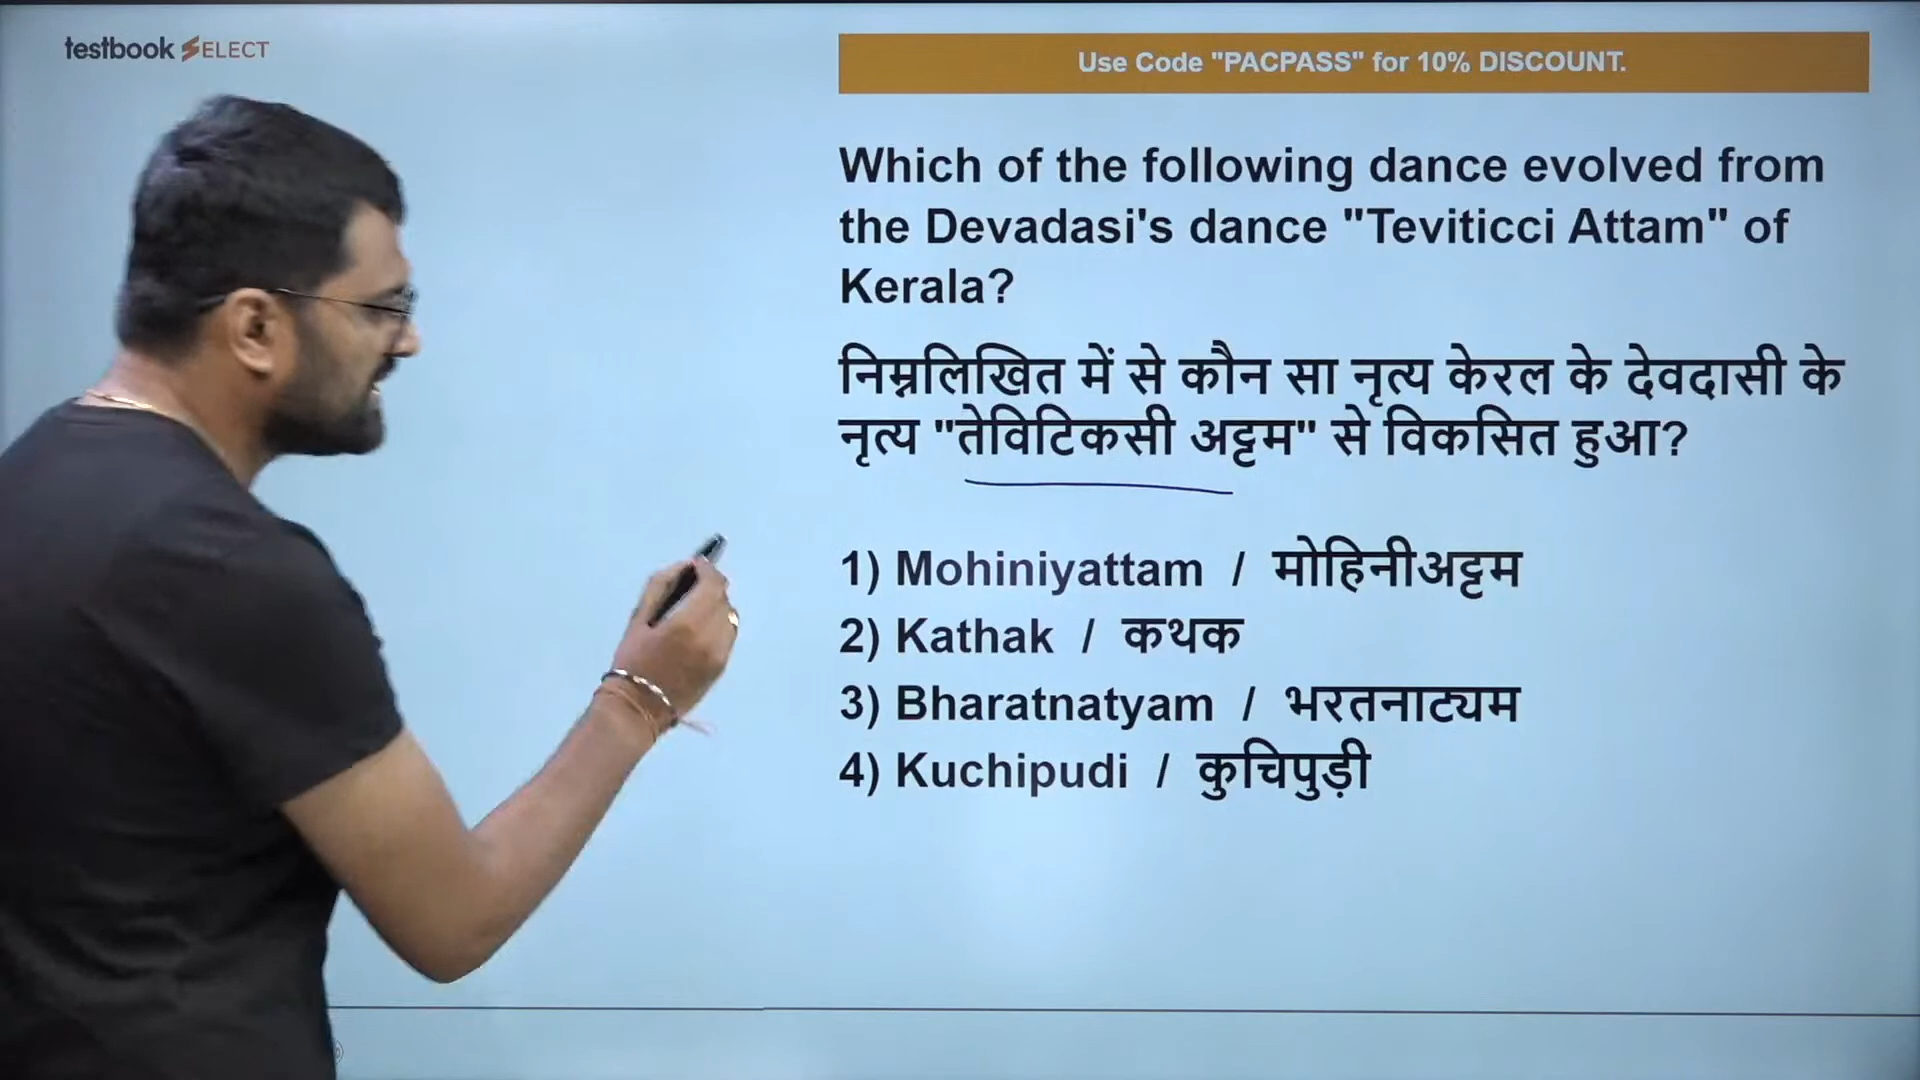 testbook SELECT
Use Code "PACPASS" for 10% DISCOUNT.
Which of the following dance evolved from
the Devadasi's dance "Teviticci Attam" of
Kerala?
निम्नलिखित में से कौन सा नृत्य केरल के देवदासी के
नृत्य "तेविटिकसी अट्टम" से विकसित हुआ?
1) Mohiniyattam / मोहिनीअट्टम
2) Kathak / कथक
3) Bharatnatyam / भरतनाट्यम
4) Kuchipudi / कुचिपुड़ी